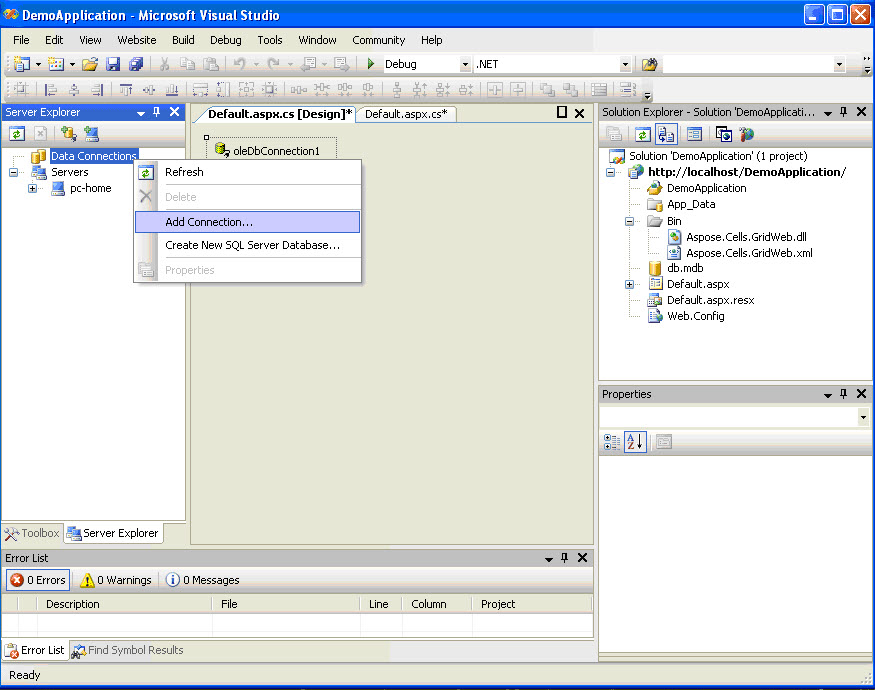 DemoApplication - Microsoft Visual Studio
File Edit View Website Build Debug Tools Window Community Help
Debug .NET
Server Explorer
Data Connections
Servers
pc-home
Refresh
Delete
Add Connection...
Create New SQL Server Database...
Properties
Toolbox Server Explorer
Default.aspx.cs [Design]* Default.aspx.cs*
oleDbConnection1
Solution Explorer - Solution 'DemoApplicati...
Solution 'DemoApplication' (1 project)
http://localhost/DemoApplication/
DemoApplication
App_Data
Bin
Aspose.Cells.GridWeb.dll
Aspose.Cells.GridWeb.xml
db.mdb
Default.aspx
Default.aspx.resx
Web.Config
Properties
Error List
0 Errors 0 Warnings 0 Messages
Description File Line Column Project
Error List Find Symbol Results
Ready